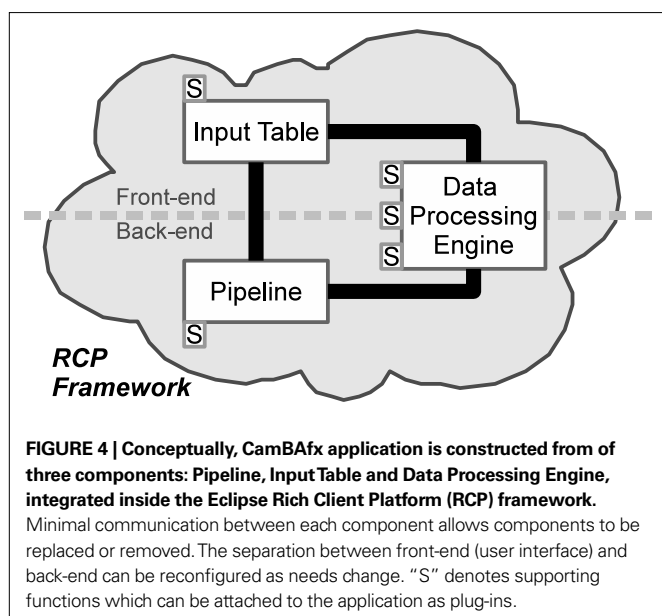 S
Input Table
S
Front-end
Data
S
Processing
Back-end
S
Engine
Pipeline
S
RCP
Framework
FIGURE 4 | Conceptually, CamBAfx application is constructed from of
three components: Pipeline, Input Table and Data Processing Engine,
integrated inside the Eclipse Rich Client Platform (RCP) framework.
Minimal communication between each component allows components to be
replaced or removed. The separation between front-end (user interface) and
back-end can be reconfigured as needs change. “S” denotes supporting
functions which can be attached to the application as plug-ins.